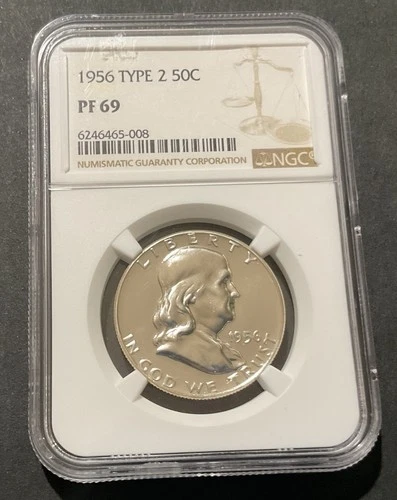 1956 TYPE 2 50C
PF 69
6246465-008
NUMISMATIC GUARANTY CORPORATION
NGC®
LIBERTY
1956
IN GOD WE TRUST